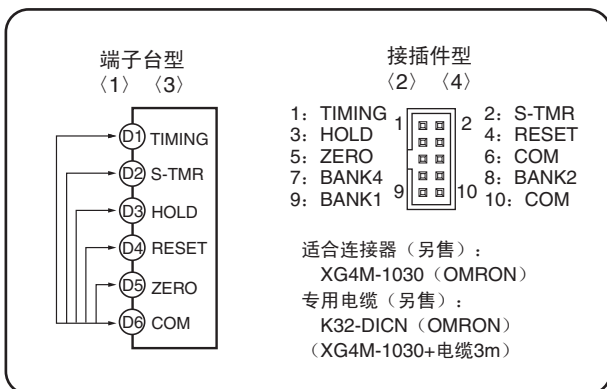 端子台型
〈1〉 〈3〉
D1 TIMING
D2 S-TMR
D3 HOLD
D4 RESET
D5 ZERO
D6 COM
接插件型
〈2〉 〈4〉
1：TIMING 1 2 2：S-TMR
3：HOLD 4：RESET
5：ZERO 6：COM
7：BANK4 8：BANK2
9：BANK1 9 10 10：COM
适合连接器（另售）：
XG4M-1030（OMRON）
专用电缆（另售）：
K32-DICN（OMRON）
（XG4M-1030+电缆3m）